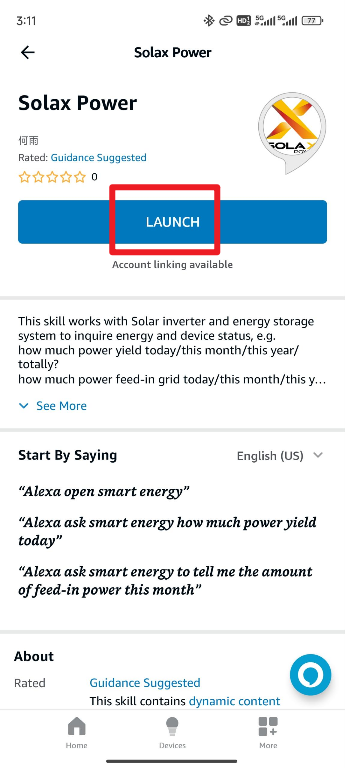 3:11
HD
5G
5G
77
Solax Power
Solax Power
何雨
Rated: Guidance Suggested
0
SOLAX
POWER
LAUNCH
Account linking available
This skill works with Solar inverter and energy storage
system to inquire energy and device status, e.g.
how much power yield today/this month/this year/
totally?
how much power feed-in grid today/this month/this y...
See More
Start By Saying
English (US)
“Alexa open smart energy”
“Alexa ask smart energy how much power yield
today”
“Alexa ask smart energy to tell me the amount
of feed-in power this month”
About
Rated
Guidance Suggested
This skill contains dynamic content
Home
Devices
More